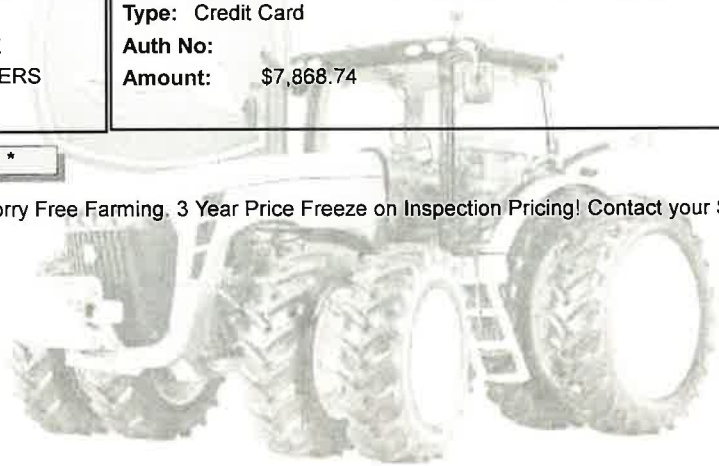 Type: Credit Card
Auth No:
ERS
Amount: $7,868.74
*
orry Free Farming. 3 Year Price Freeze on Inspection Pricing! Contact your